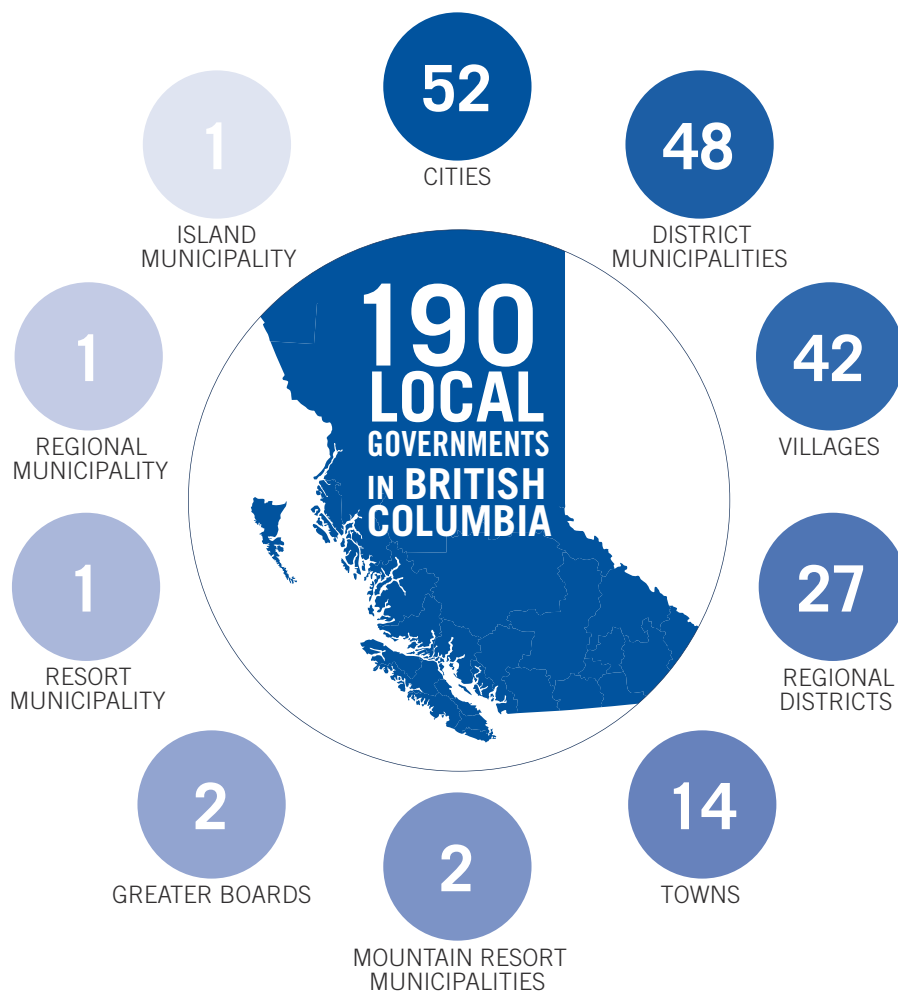 190
LOCAL
GOVERNMENTS
IN BRITISH
COLUMBIA
52
CITIES
48
DISTRICT
MUNICIPALITIES
42
VILLAGES
27
REGIONAL
DISTRICTS
14
TOWNS
2
MOUNTAIN RESORT
MUNICIPALITIES
2
GREATER BOARDS
1
RESORT
MUNICIPALITY
1
REGIONAL
MUNICIPALITY
1
ISLAND
MUNICIPALITY